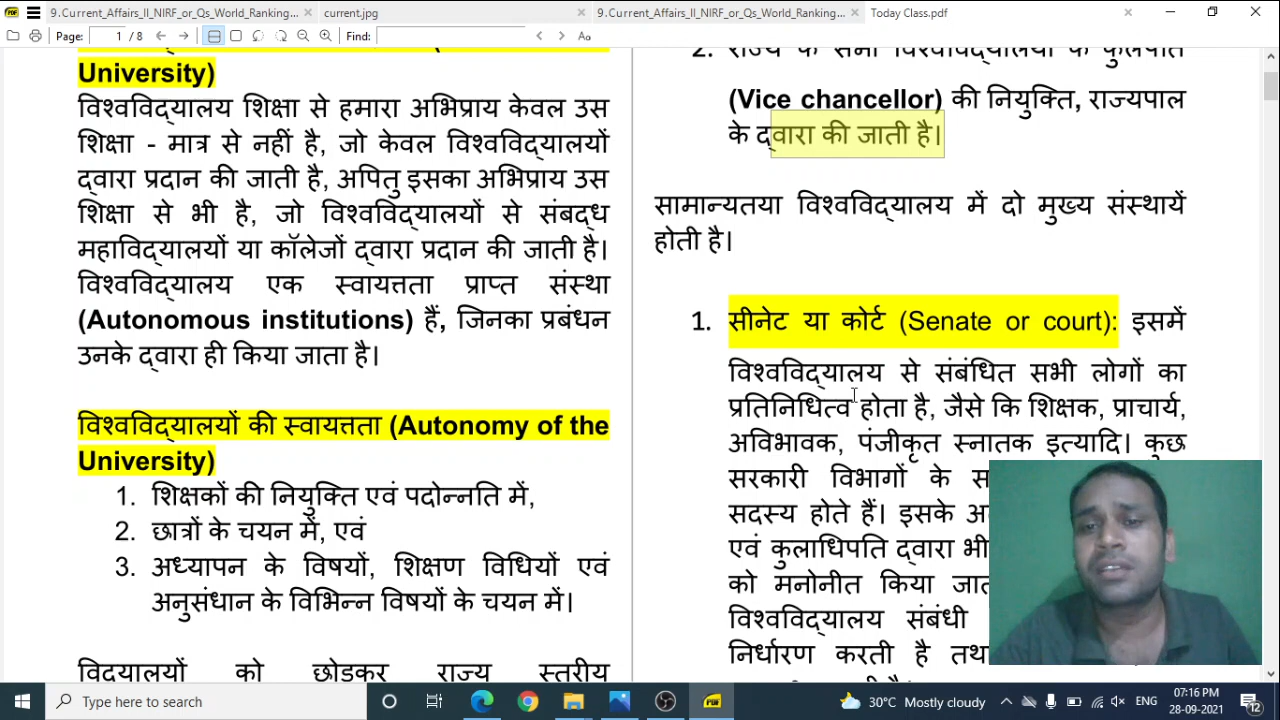 9.Current_Affairs_II_NIRF_or_Qs_World_Ranking...
current.jpg
9.Current_Affairs_II_NIRF_or_Qs_World_Ranking...
Today Class.pdf
Page: 1 / 8 Find:
University)
विश्वविद्यालय शिक्षा से हमारा अभिप्राय केवल उस
शिक्षा - मात्र से नहीं है, जो केवल विश्वविद्यालयों
द्वारा प्रदान की जाती है, अपितु इसका अभिप्राय उस
शिक्षा से भी है, जो विश्वविद्यालयों से संबद्ध
महाविद्यालयों या कॉलेजों द्वारा प्रदान की जाती है।
विश्वविद्यालय एक स्वायत्तता प्राप्त संस्था
(Autonomous institutions) हैं, जिनका प्रबंधन
उनके द्वारा ही किया जाता है।
विश्वविद्यालयों की स्वायत्तता (Autonomy of the
University)
1. शिक्षकों की नियुक्ति एवं पदोन्नति में,
2. छात्रों के चयन में, एवं
3. अध्यापन के विषयों, शिक्षण विधियों एवं
अनुसंधान के विभिन्न विषयों के चयन में।
विद्यालयों को छोड़कर राज्य स्तरीय
2. राज्य के सभी विश्वविद्यालयों के कुलपति
(Vice chancellor) की नियुक्ति, राज्यपाल
के द्वारा की जाती है।
सामान्यतया विश्वविद्यालय में दो मुख्य संस्थायें
होती है।
1. सीनेट या कोर्ट (Senate or court): इसमें
विश्वविद्यालय से संबंधित सभी लोगों का
प्रतिनिधित्व होता है, जैसे कि शिक्षक, प्राचार्य,
अविभावक, पंजीकृत स्नातक इत्यादि। कुछ
सरकारी विभागों के
सदस्य होते हैं। इसके
एवं कुलाधिपति द्वारा भी
को मनोनीत किया
विश्वविद्यालय संबंधी
निर्धारण करती है
Type here to search
30°C Mostly cloudy
ENG
07:16 PM
28-09-2021
12